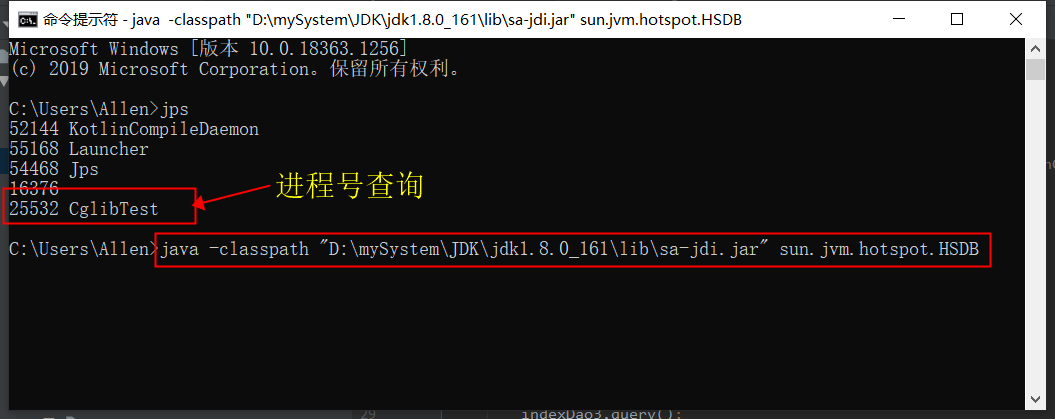 命令提示符 - java  -classpath "D:\mySystem\JDK\jdk1.8.0_161\lib\sa-jdi.jar" sun.jvm.hotspot.HSDB
Microsoft Windows [版本 10.0.18363.1256]
(c) 2019 Microsoft Corporation。保留所有权利。
C:\Users\Allen>jps
52144 KotlinCompileDaemon
55168 Launcher
54468 Jps
16376
25532 CglibTest
进程号查询
C:\Users\Allen>java -classpath "D:\mySystem\JDK\jdk1.8.0_161\lib\sa-jdi.jar" sun.jvm.hotspot.HSDB
29 indexDao3.query();